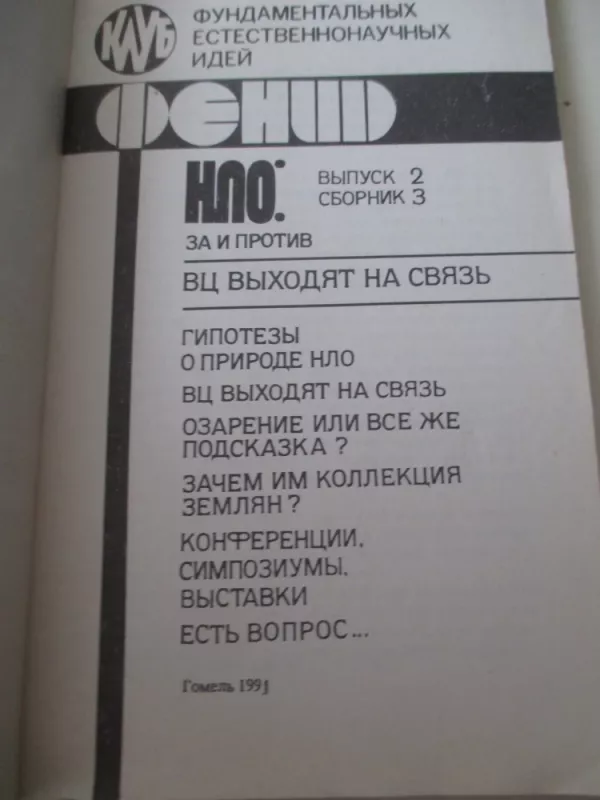 КЛУБ
ФУНДАМЕНТАЛЬНЫХ
ЕСТЕСТВЕННОНАУЧНЫХ
ИДЕЙ
ФЕНИД
НЛО:
ВЫПУСК 2
СБОРНИК 3
ЗА И ПРОТИВ
ВЦ ВЫХОДЯТ НА СВЯЗЬ
ГИПОТЕЗЫ
О ПРИРОДЕ НЛО
ВЦ ВЫХОДЯТ НА СВЯЗЬ
ОЗАРЕНИЕ ИЛИ ВСЕ ЖЕ
ПОДСКАЗКА ?
ЗАЧЕМ ИМ КОЛЛЕКЦИЯ
ЗЕМЛЯН ?
КОНФЕРЕНЦИИ.
СИМПОЗИУМЫ.
ВЫСТАВКИ
ЕСТЬ ВОПРОС...
Гомель 1991